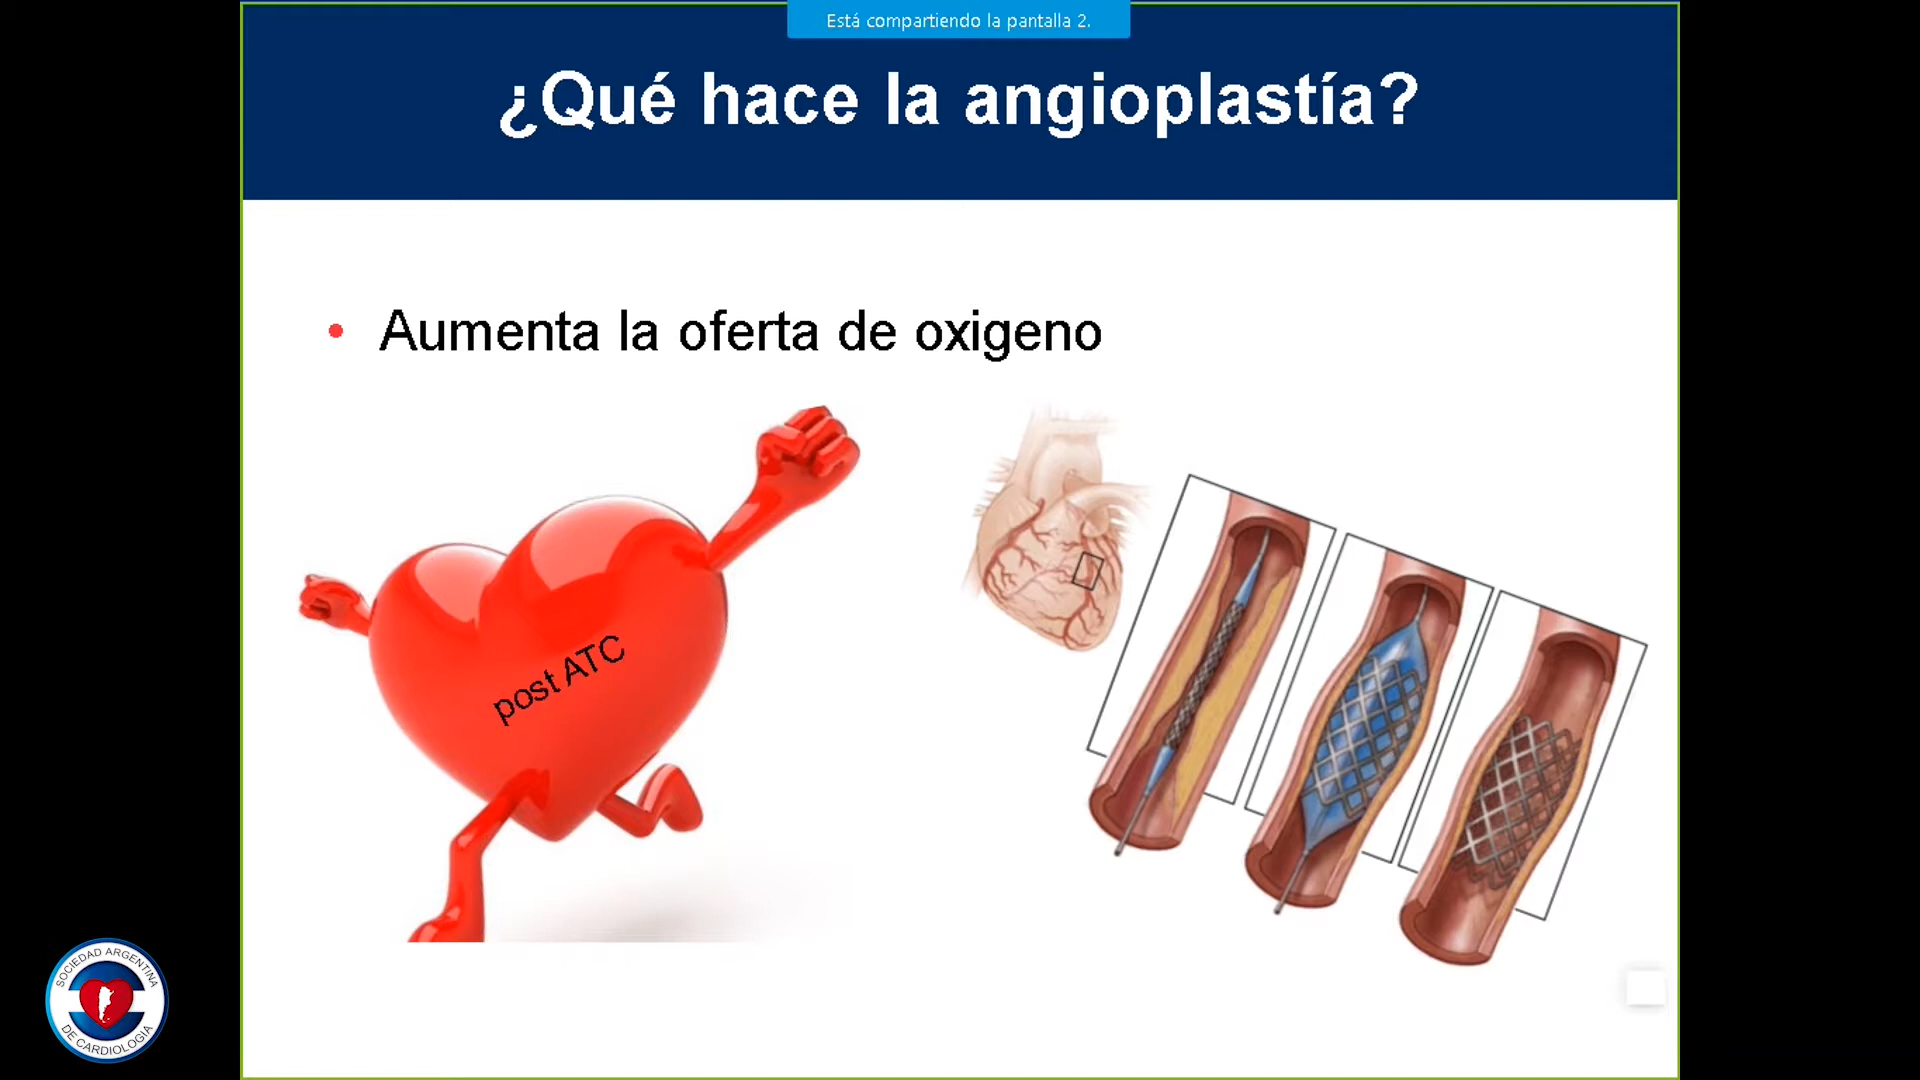 Está compartiendo la pantalla 2.
¿Qué hace la angioplastía?
• Aumenta la oferta de oxigeno
post ATC
SOCIEDAD ARGENTINA
DE CARDIOLOGIA